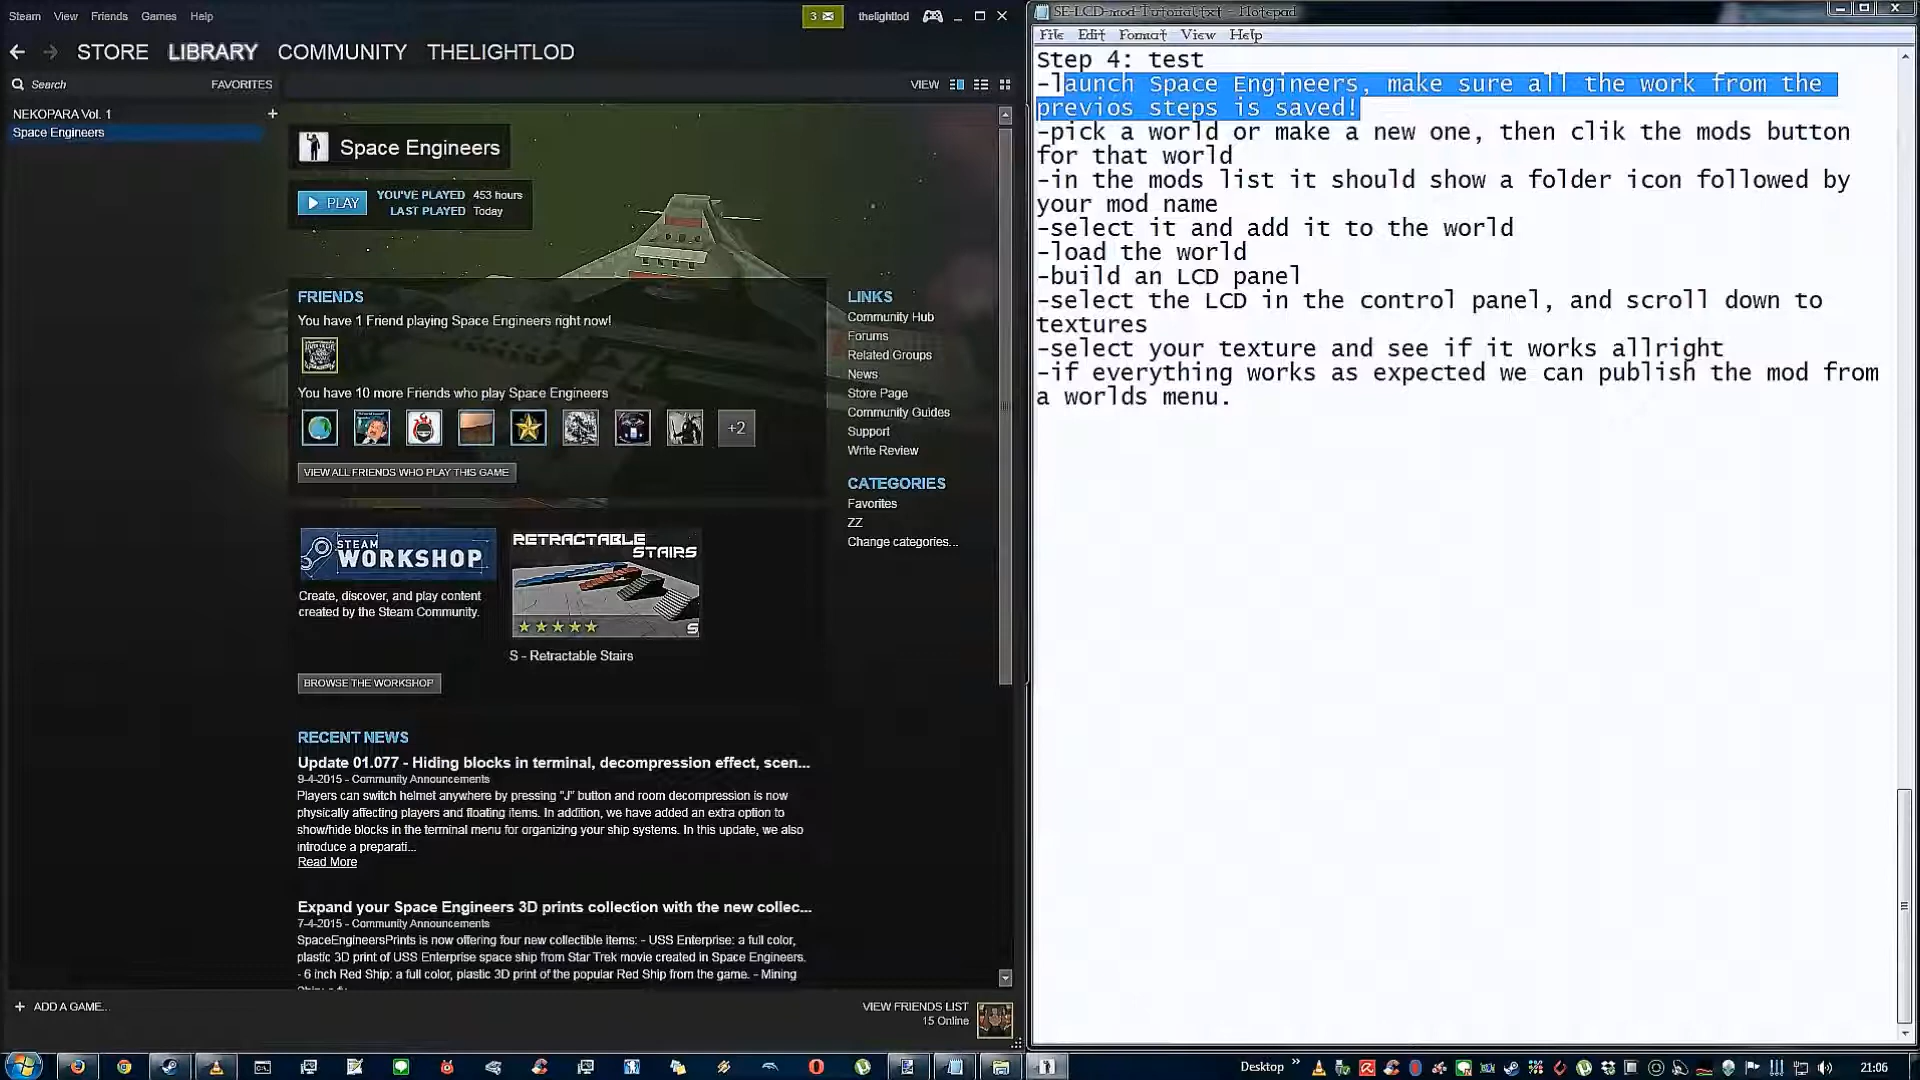 Steam View Friends Games Help
3
thelightlod
STORE LIBRARY COMMUNITY THELIGHTLOD
Search
FAVORITES
VIEW
NEKOPARA Vol. 1
Space Engineers
Space Engineers
PLAY
YOU'VE PLAYED 453 hours
LAST PLAYED Today
FRIENDS
You have 1 Friend playing Space Engineers right now!
You have 10 more Friends who play Space Engineers
+2
VIEW ALL FRIENDS WHO PLAY THIS GAME
LINKS
Community Hub
Forums
Related Groups
News
Store Page
Community Guides
Support
Write Review
CATEGORIES
Favorites
ZZ
Change categories...
STEAM
WORKSHOP
Create, discover, and play content
created by the Steam Community.
RETRACTABLE
STAIRS
S
S - Retractable Stairs
BROWSE THE WORKSHOP
RECENT NEWS
Update 01.077 - Hiding blocks in terminal, decompression effect, scen...
9-4-2015 - Community Announcements
Players can switch helmet anywhere by pressing "J" button and room decompression is now
physically affecting players and floating items. In addition, we have added an extra option to
show/hide blocks in the terminal menu for organizing your ship systems. In this update, we also
introduce a preparati...
Read More
Expand your Space Engineers 3D prints collection with the new collec...
7-4-2015 - Community Announcements
SpaceEngineersPrints is now offering four new collectible items: - USS Enterprise: a full color,
plastic 3D print of USS Enterprise space ship from Star Trek movie created in Space Engineers.
- 6 inch Red Ship: a full color, plastic 3D print of the popular Red Ship from the game. - Mining
+ ADD A GAME...
VIEW FRIENDS LIST
15 Online
SE-LCD-mod-Tutorial.txt - Notepad
File Edit Format View Help
Step 4: test
-launch Space Engineers, make sure all the work from the
previos steps is saved!
-pick a world or make a new one, then clik the mods button
for that world
-in the mods list it should show a folder icon followed by
your mod name
-select it and add it to the world
-load the world
-build an LCD panel
-select the LCD in the control panel, and scroll down to
textures
-select your texture and see if it works allright
-if everything works as expected we can publish the mod from
a worlds menu.
Desktop
21:06